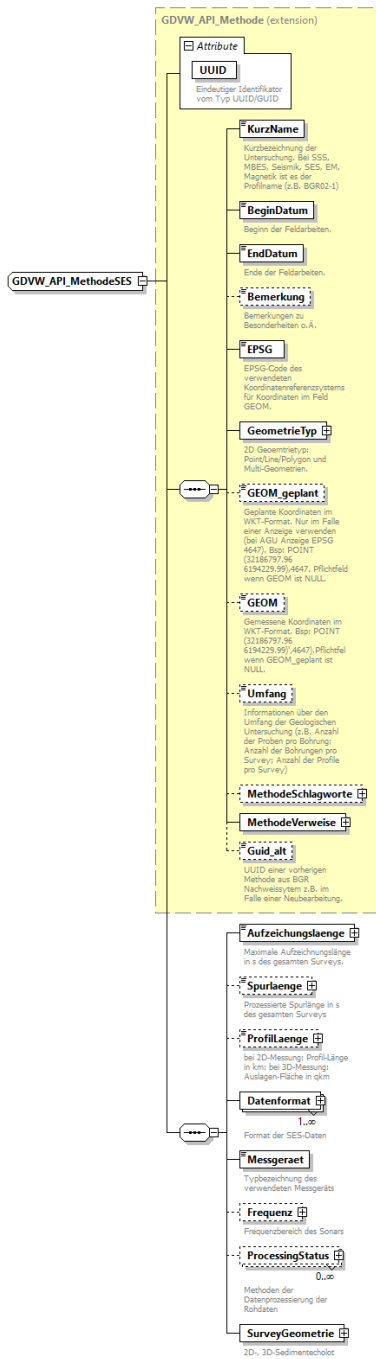 GDVW_API_Methode (extension)
Attribute
UUID
Eindeutiger Identifikator
vom Typ UUID/GUID
KurzName
Kurzbezeichnung der
Untersuchung. Bei SSS,
MBES, Seismik, SES, EM,
Magnetik ist es der
Profilname (z.B. BGR02-1)
BeginDatum
Beginn der Feldarbeiten.
EndDatum
Ende der Feldarbeiten.
GDVW_API_MethodeSES
Bemerkung
Bemerkungen zu
Besonderheiten o.Ä.
EPSG
EPSG-Code des
verwendeten
Koordinatenreferenzsystems
für Koordinaten im Feld
GEOM.
GeometrieTyp
2D Geoemtrietyp:
Point/Line/Polygon und
Multi-Geometrien.
GEOM_geplant
Geplante Koordinaten im
WKT-Format. Nur im Falle
einer Anzeige verwenden
(bei AGU Anzeige EPSG
4647). Bsp: POINT
(32186797.96
6194229.99),4647. Pflichtfeld
wenn GEOM ist NULL.
GEOM
Gemessene Koordinaten im
WKT-Format. Bsp: POINT
(32186797.96
6194229.99)',4647).Pflichtfel
wenn GEOM_geplant ist
NULL.
Umfang
Informationen über den
Umfang der Geologischen
Untersuchung (z.B. Anzahl
der Proben pro Bohrung;
Anzahl der Bohrungen pro
Survey; Anzahl der Profile
pro Survey)
MethodeSchlagworte
MethodeVerweise
Guid_alt
UUID einer vorherigen
Methode aus BGR
Nachweissytem z.B. im
Falle einer Neubearbeitung.
Aufzeichungslaenge
Maximale Aufzeichnungslänge
in s des gesamten Surveys.
Spurlaenge
Prozessierte Spurlänge in s
des gesamten Surveys
ProfilLaenge
bei 2D-Messung: Profil-Länge
in km; bei 3D-Messung:
Auslagen-Fläche in qkm
Datenformat
1..∞
Format der SES-Daten
Messgeraet
Typbezeichnung des
verwendeten Messgeräts
Frequenz
Frequenzbereich des Sonars
ProcessingStatus
0..∞
Methoden der
Datenprozessierung der
Rohdaten
SurveyGeometrie
2D-, 3D-Sedimentecholot